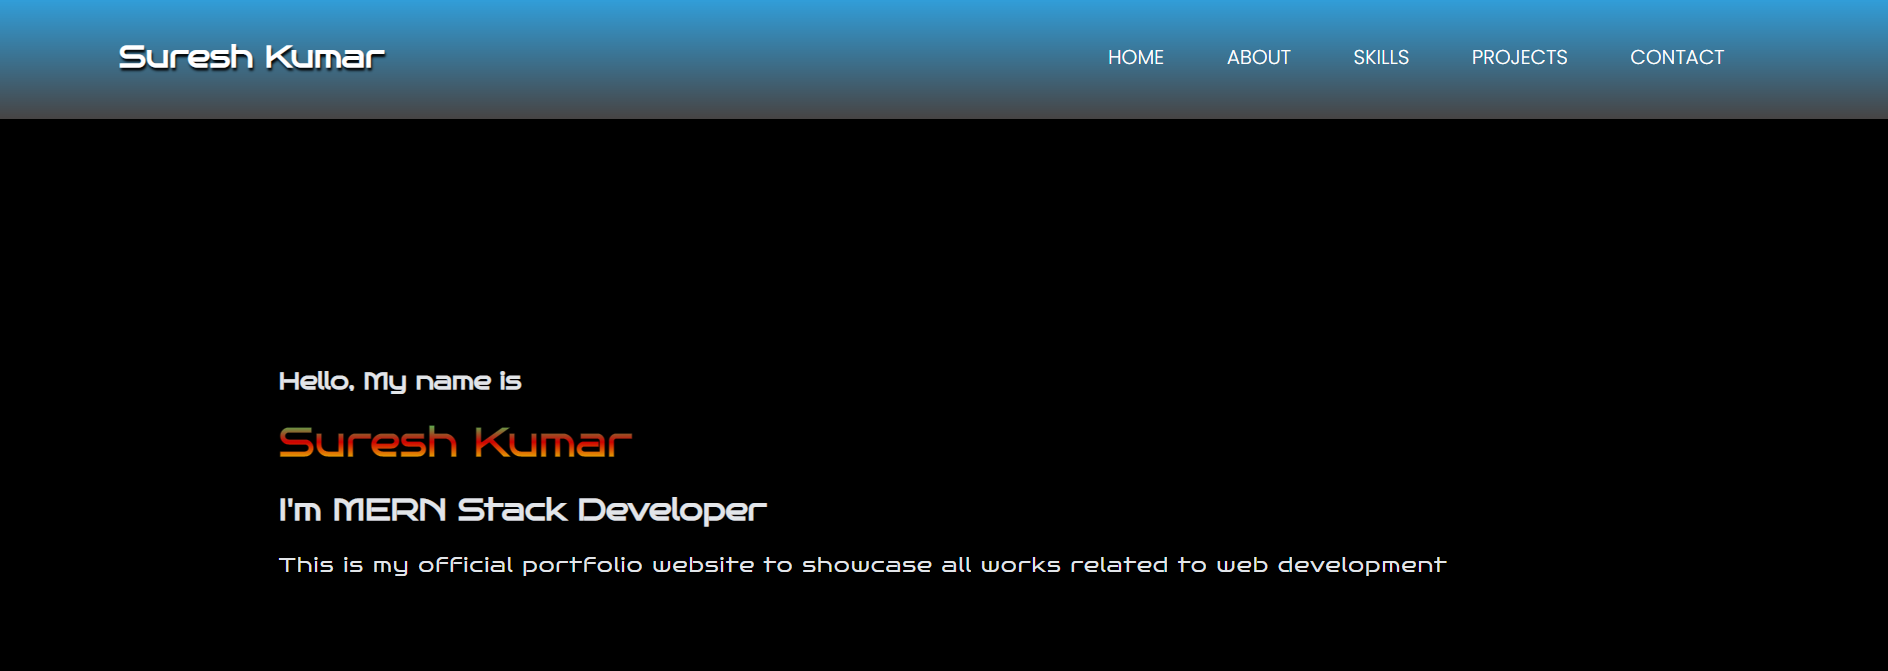 Suresh Kumar
HOME ABOUT SKILLS PROJECTS CONTACT
Hello, My name is
Suresh Kumar
I'm MERN Stack Developer
This is my official portfolio website to showcase all works related to web development